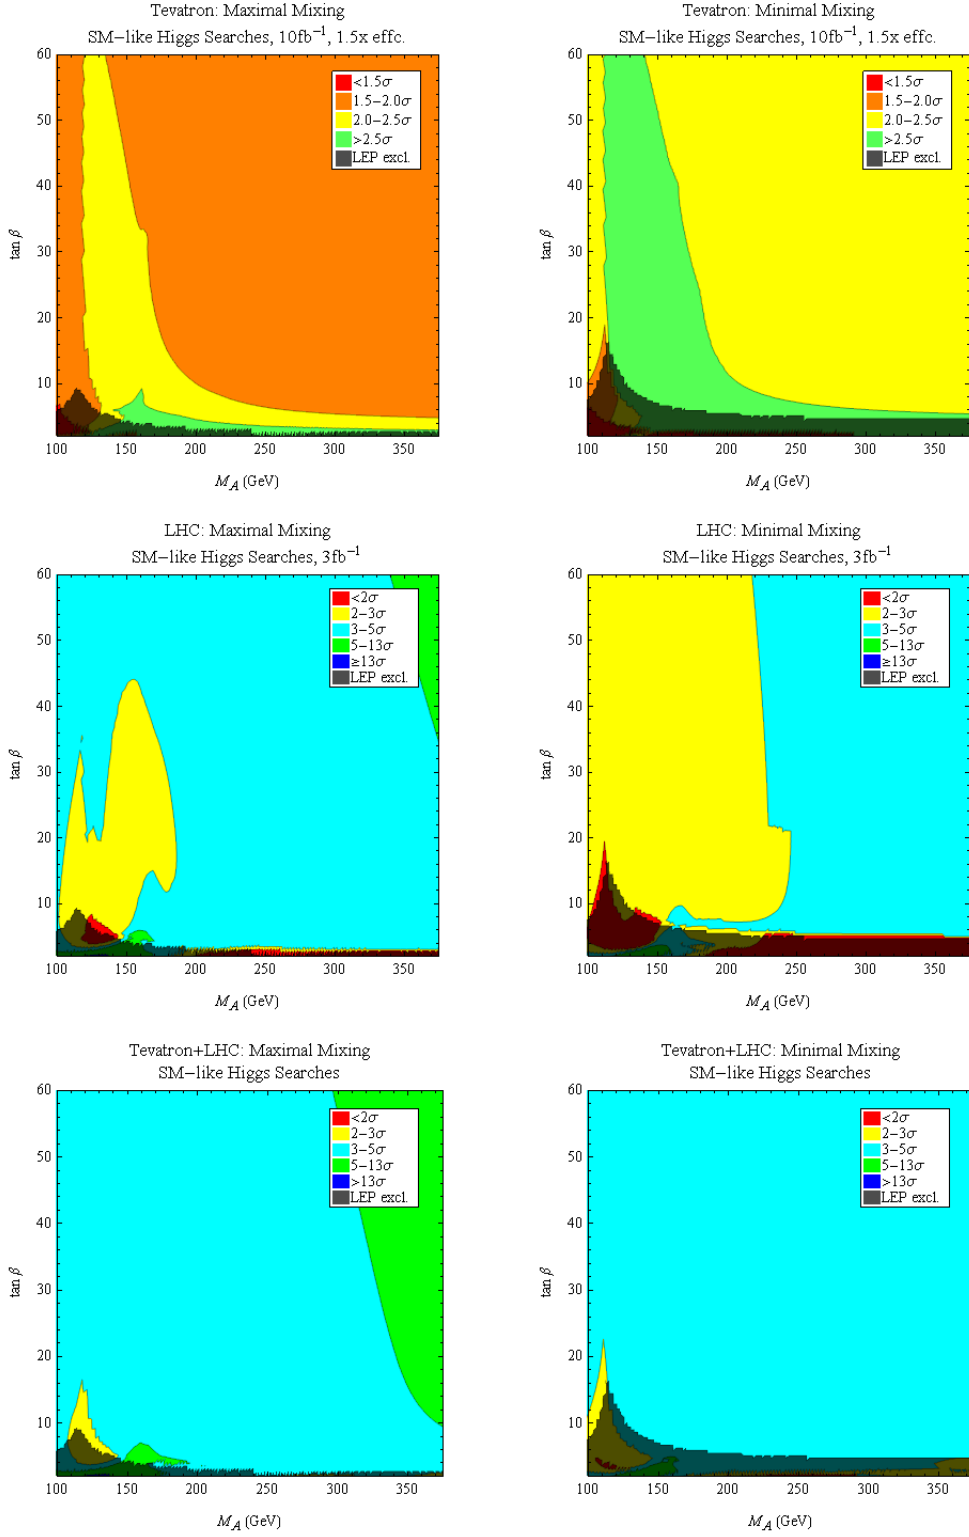 Tevatron: Maximal Mixing
SM−like Higgs Searches, 10fb⁻¹, 1.5x effc.
60
50
40
30
20
10
tan β
<1.5σ
1.5−2.0σ
2.0−2.5σ
>2.5σ
LEP excl.
100 150 200 250 300 350
M_A (GeV)
Tevatron: Minimal Mixing
SM−like Higgs Searches, 10fb⁻¹, 1.5x effc.
60
50
40
30
20
10
tan β
<1.5σ
1.5−2.0σ
2.0−2.5σ
>2.5σ
LEP excl.
100 150 200 250 300 350
M_A (GeV)
LHC: Maximal Mixing
SM−like Higgs Searches, 3fb⁻¹
60
50
40
30
20
10
tan β
<2σ
2−3σ
3−5σ
5−13σ
≥13σ
LEP excl.
100 150 200 250 300 350
M_A (GeV)
LHC: Minimal Mixing
SM−like Higgs Searches, 3fb⁻¹
60
50
40
30
20
10
tan β
<2σ
2−3σ
3−5σ
5−13σ
≥13σ
LEP excl.
100 150 200 250 300 350
M_A (GeV)
Tevatron+LHC: Maximal Mixing
SM−like Higgs Searches
60
50
40
30
20
10
tan β
<2σ
2−3σ
3−5σ
5−13σ
>13σ
LEP excl.
100 150 200 250 300 350
M_A (GeV)
Tevatron+LHC: Minimal Mixing
SM−like Higgs Searches
60
50
40
30
20
10
tan β
<2σ
2−3σ
3−5σ
5−13σ
>13σ
LEP excl.
100 150 200 250 300 350
M_A (GeV)